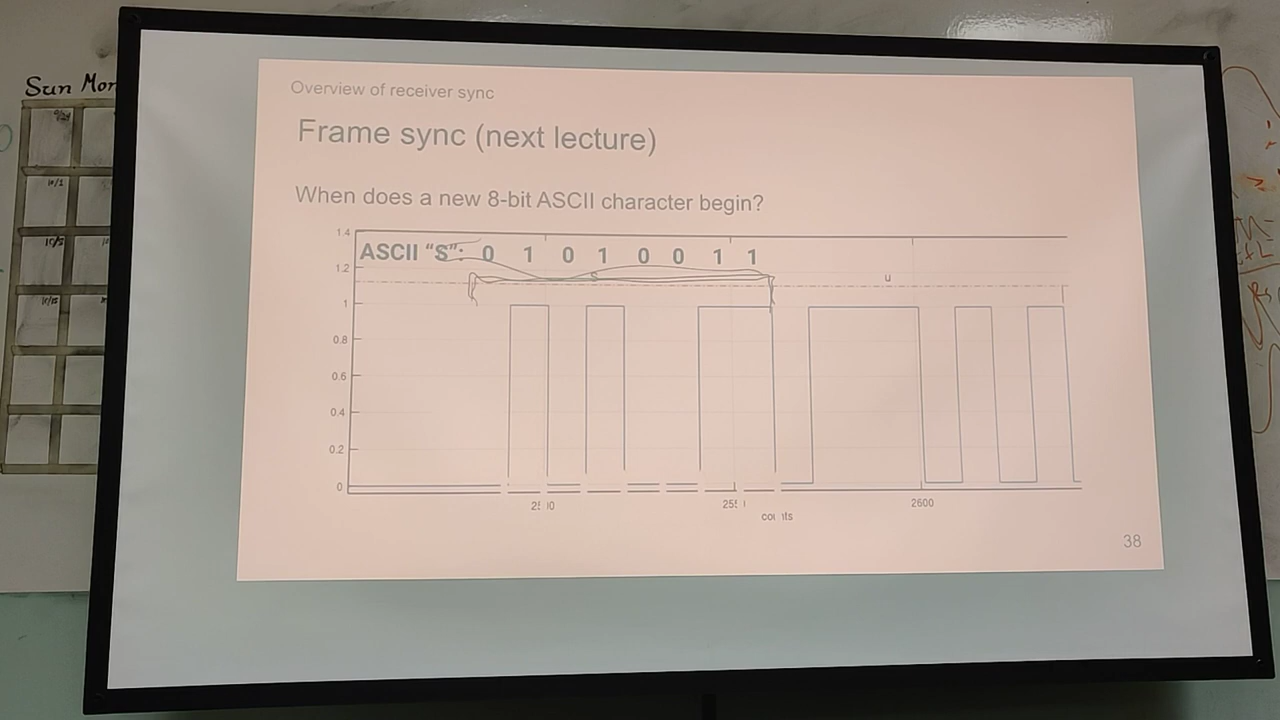 Sun Mon
Overview of receiver sync
Frame sync (next lecture)
When does a new 8-bit ASCII character begin?
1.4
ASCII “S”: 0 1 0 1 0 0 1 1
1.2
s
u
1
0.8
0.6
0.4
0.2
0
2600
38